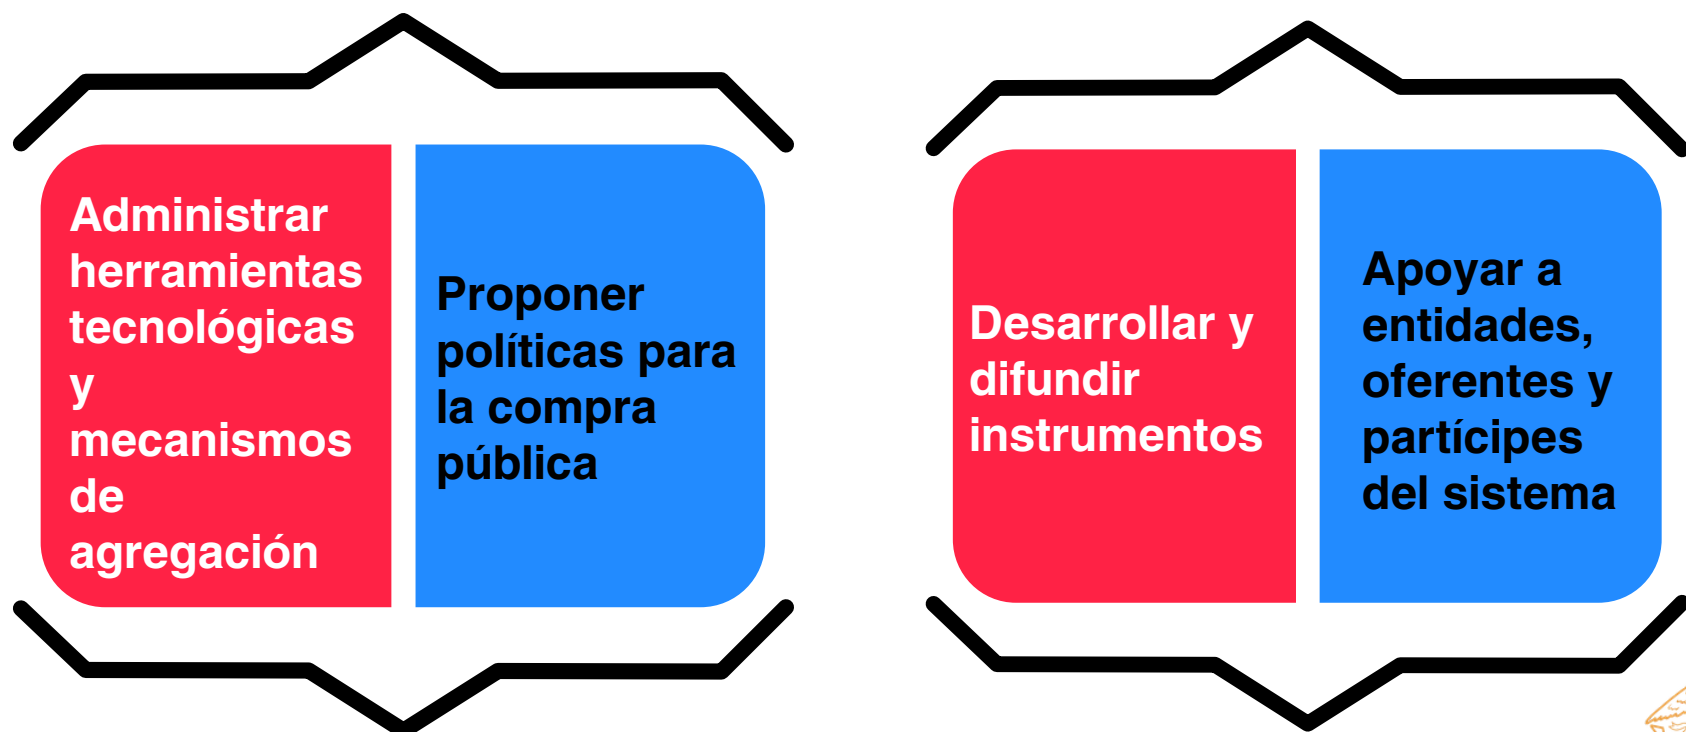 Administrar
herramientas
tecnológicas
y
mecanismos
de
agregación
Proponer
políticas para
la compra
pública
Desarrollar y
difundir
instrumentos
Apoyar a
entidades,
oferentes y
partícipes
del sistema